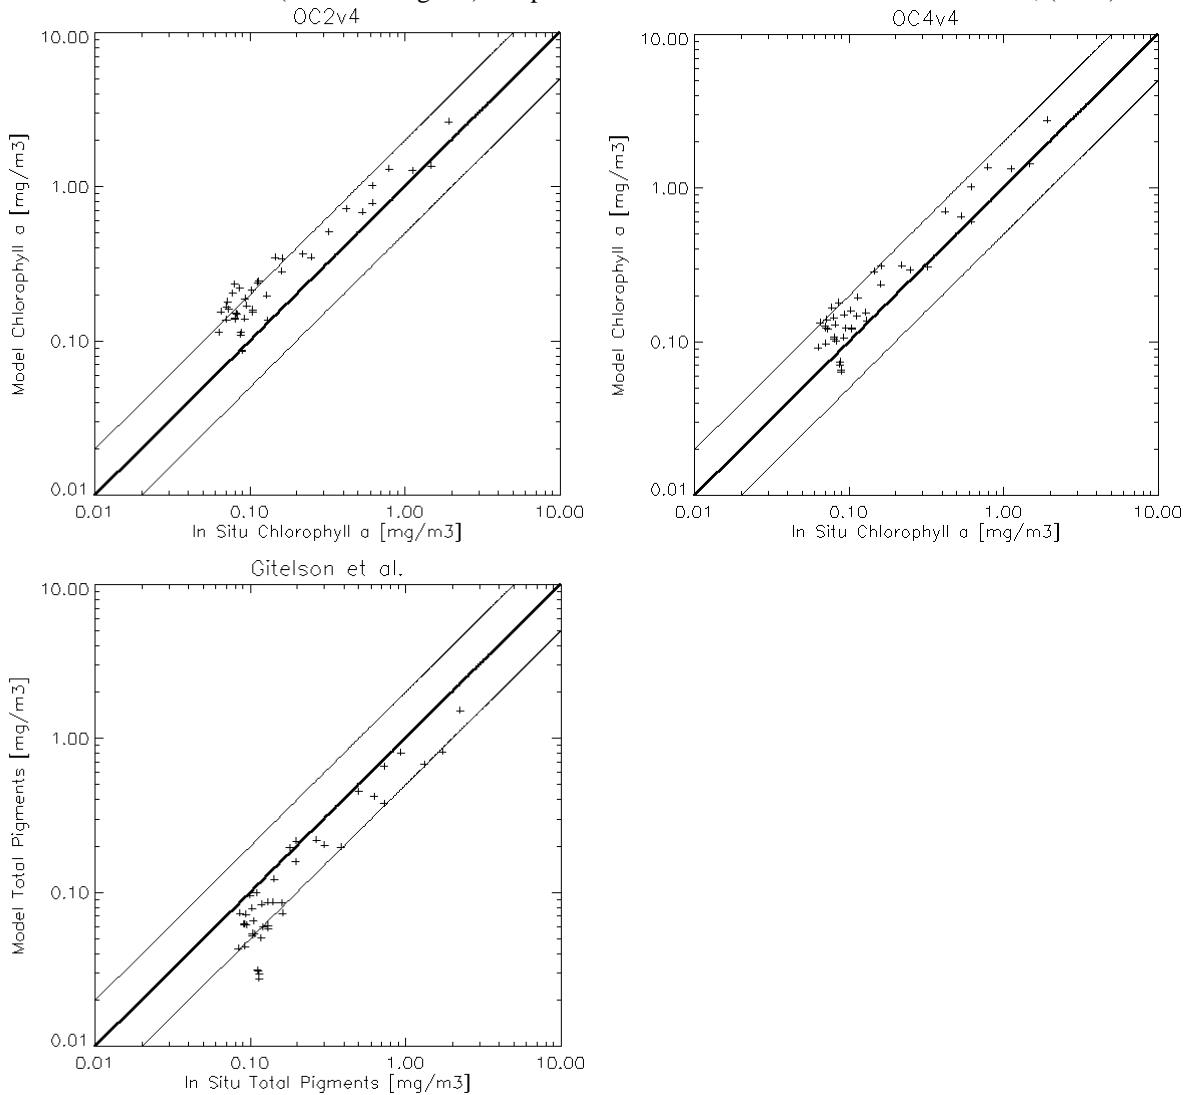 OC2v4
10.00
1.00
0.10
0.01
Model Chlorophyll a [mg/m3]
0.01 0.10 1.00 10.00
In Situ Chlorophyll a [mg/m3]
OC4v4
10.00
1.00
0.10
0.01
Model Chlorophyll a [mg/m3]
0.01 0.10 1.00 10.00
In Situ Chlorophyll a [mg/m3]
Gitelson et al.
10.00
1.00
0.10
0.01
Model Total Pigments [mg/m3]
0.01 0.10 1.00 10.00
In Situ Total Pigments [mg/m3]